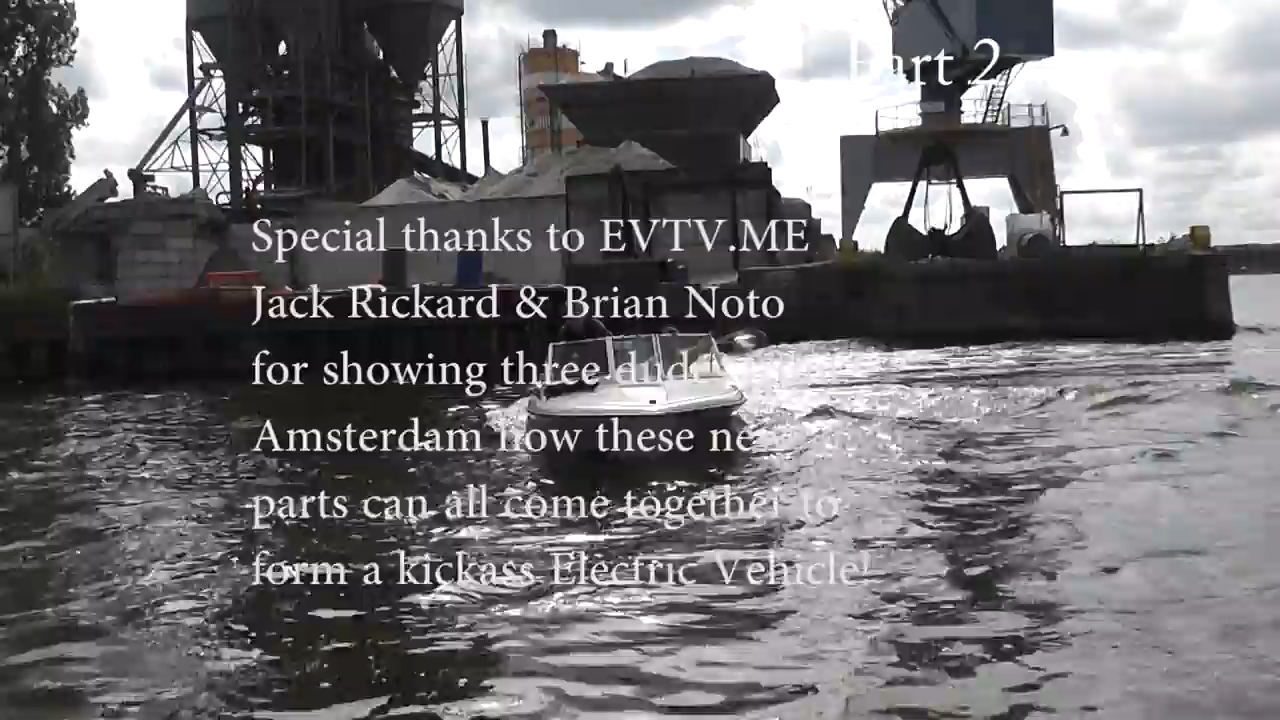 Part 2
Special thanks to EVTV.ME
Jack Rickard & Brian Noto
for showing three
Amsterdam how these
parts can all come together to
form a kickass Electric Vehicle!